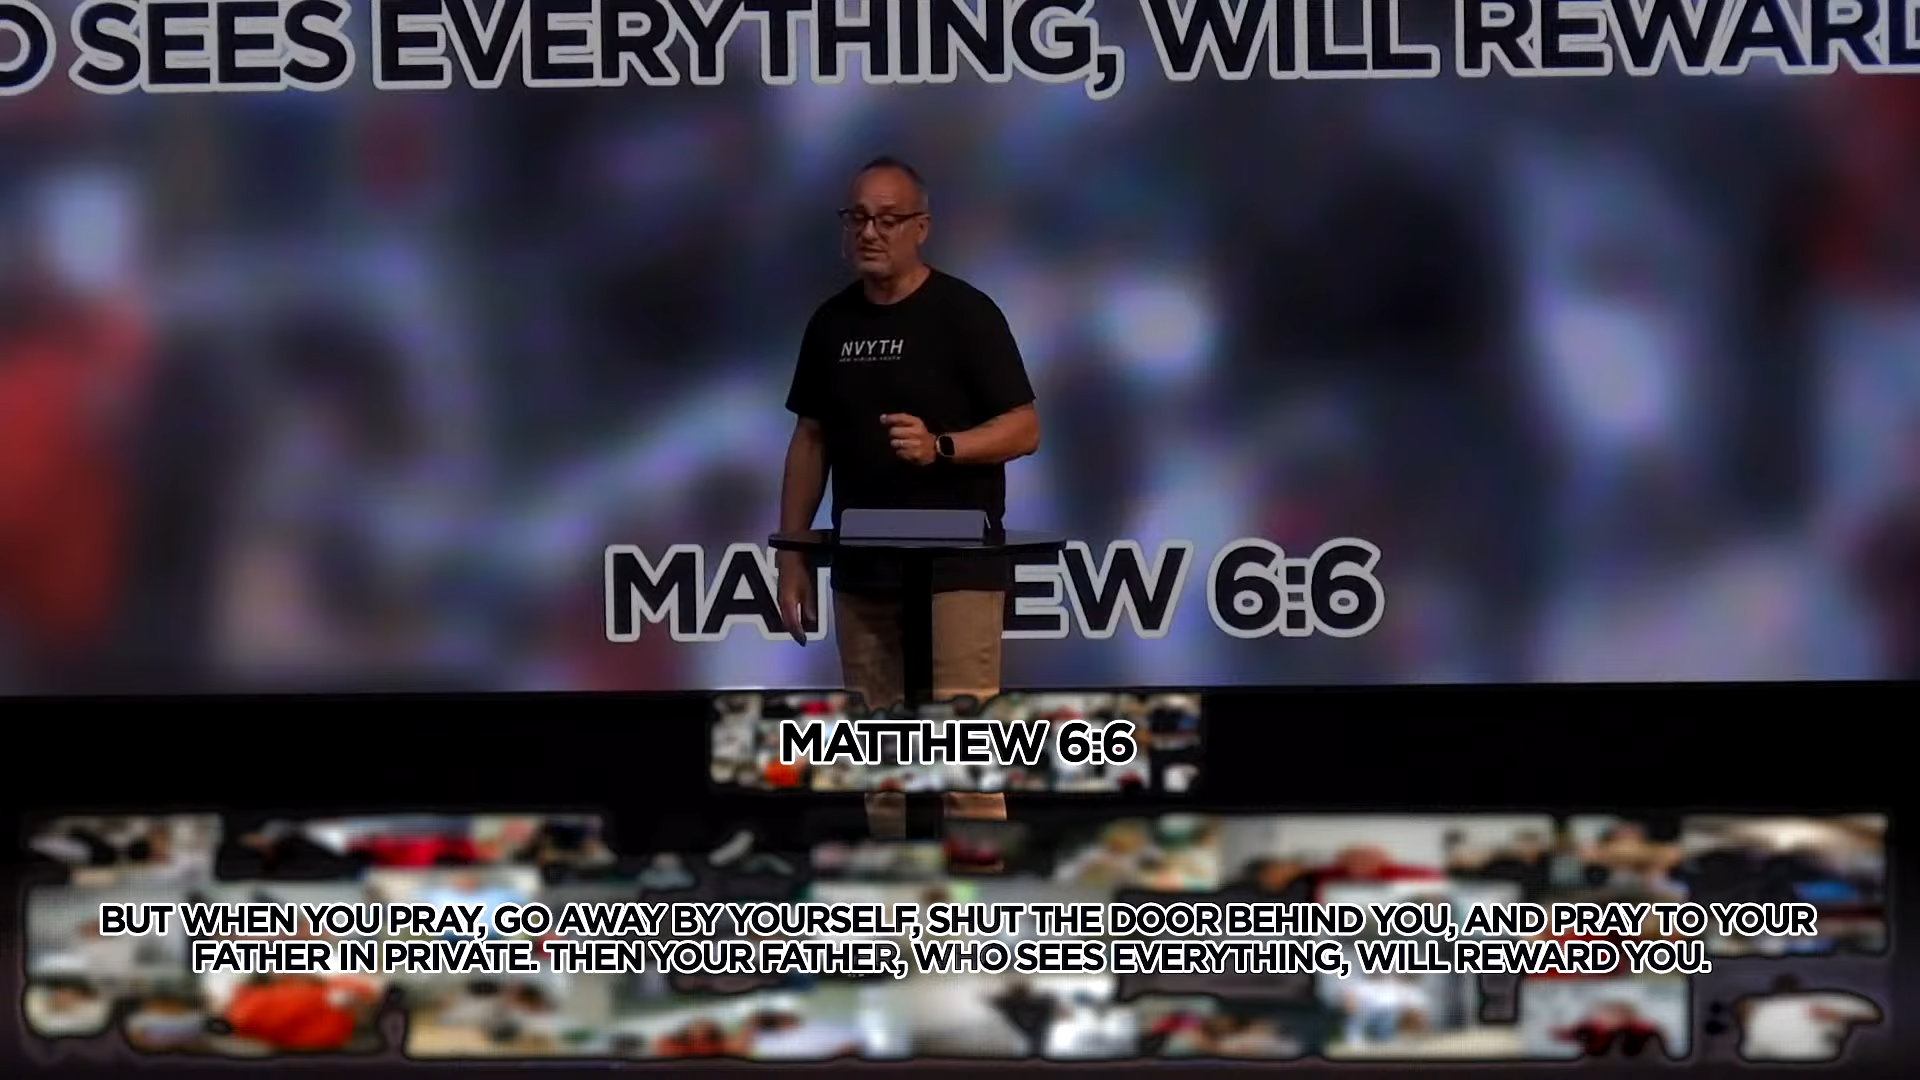 O SEES EVERYTHING, WILL REWARD
NVYTH
MATTHEW 6:6
MATTHEW 6:6
BUT WHEN YOU PRAY, GO AWAY BY YOURSELF, SHUT THE DOOR BEHIND YOU, AND PRAY TO YOUR
FATHER IN PRIVATE. THEN YOUR FATHER, WHO SEES EVERYTHING, WILL REWARD YOU.